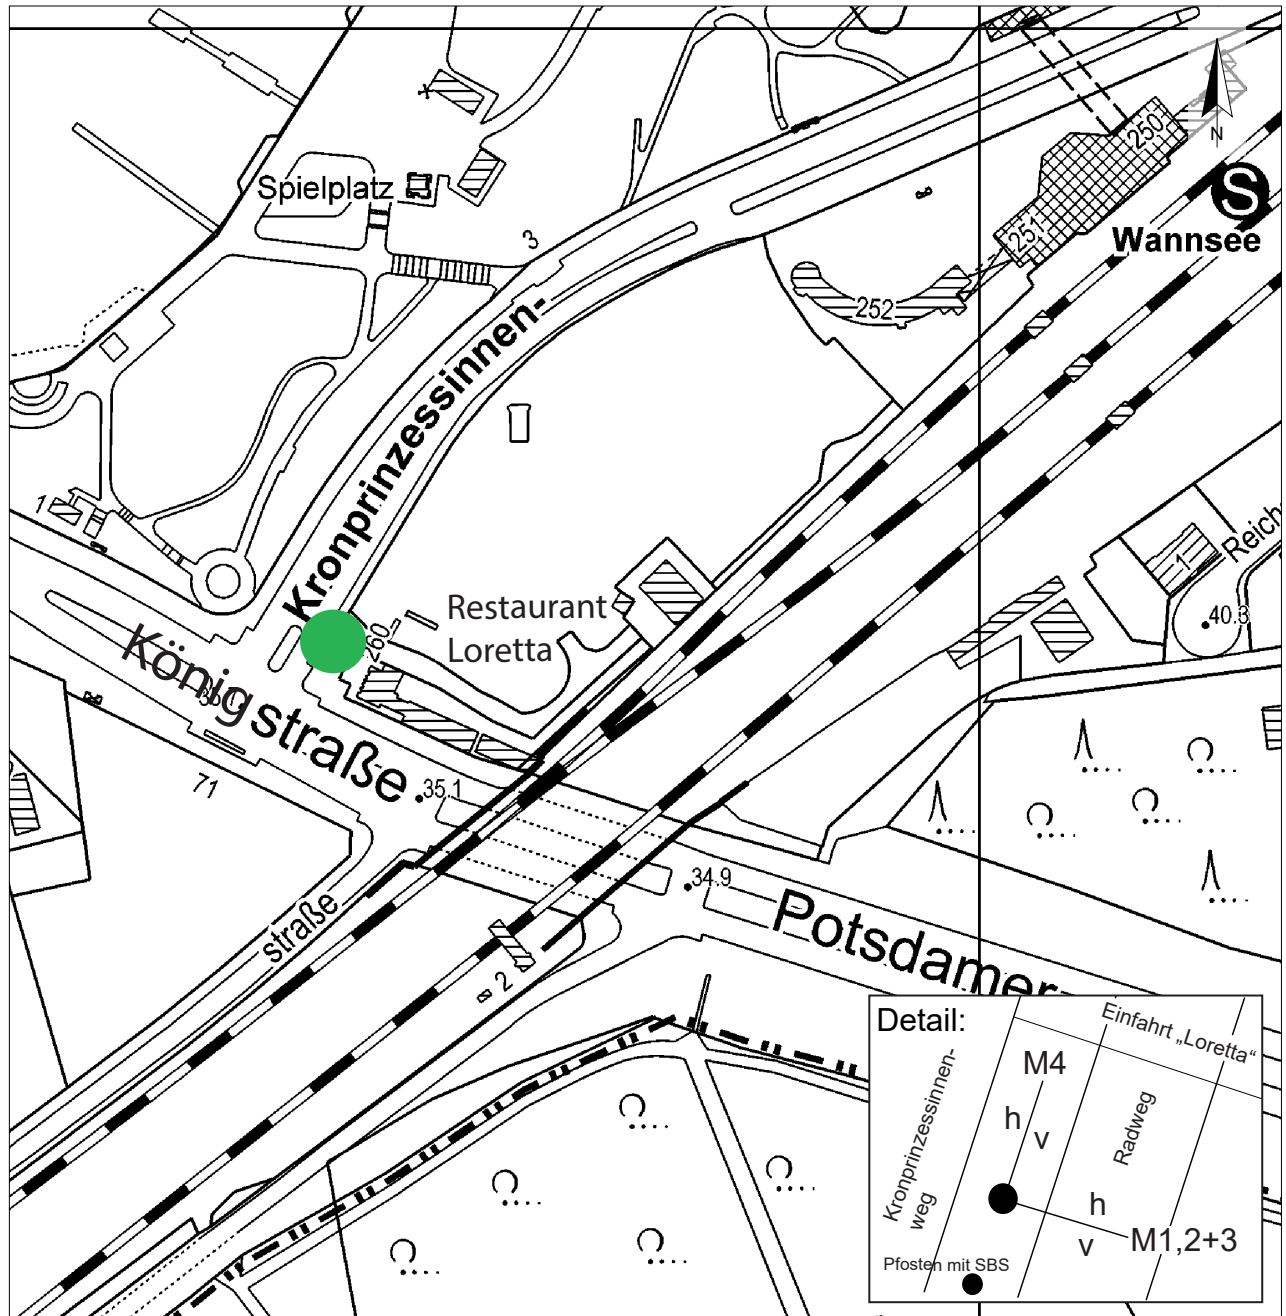 250
N
S
Wannsee
Spielplatz
251
3
252
Kronprinzessinnen-
1
1
Reich
40.3
260
Restaurant
Loretta
Königstraße
71
35.1
34.9
straße
Potsdamer
2
Detail:
Einfahrt „Loretta“
M4
h
v
Radweg
Kronprinzessinnen-
weg
h
v
M1,2+3
Pfosten mit SBS